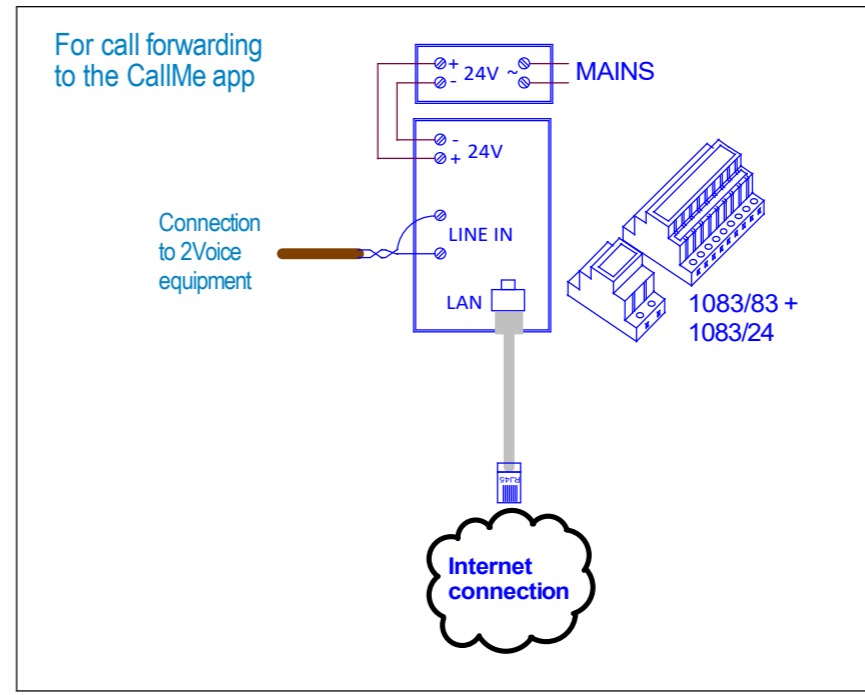 For call forwarding
to the CallMe app
+ 24V ~
-
MAINS
-
+ 24V
Connection
to 2Voice
equipment
LINE IN
LAN
1083/83 +
1083/24
RJ45
Internet
connection